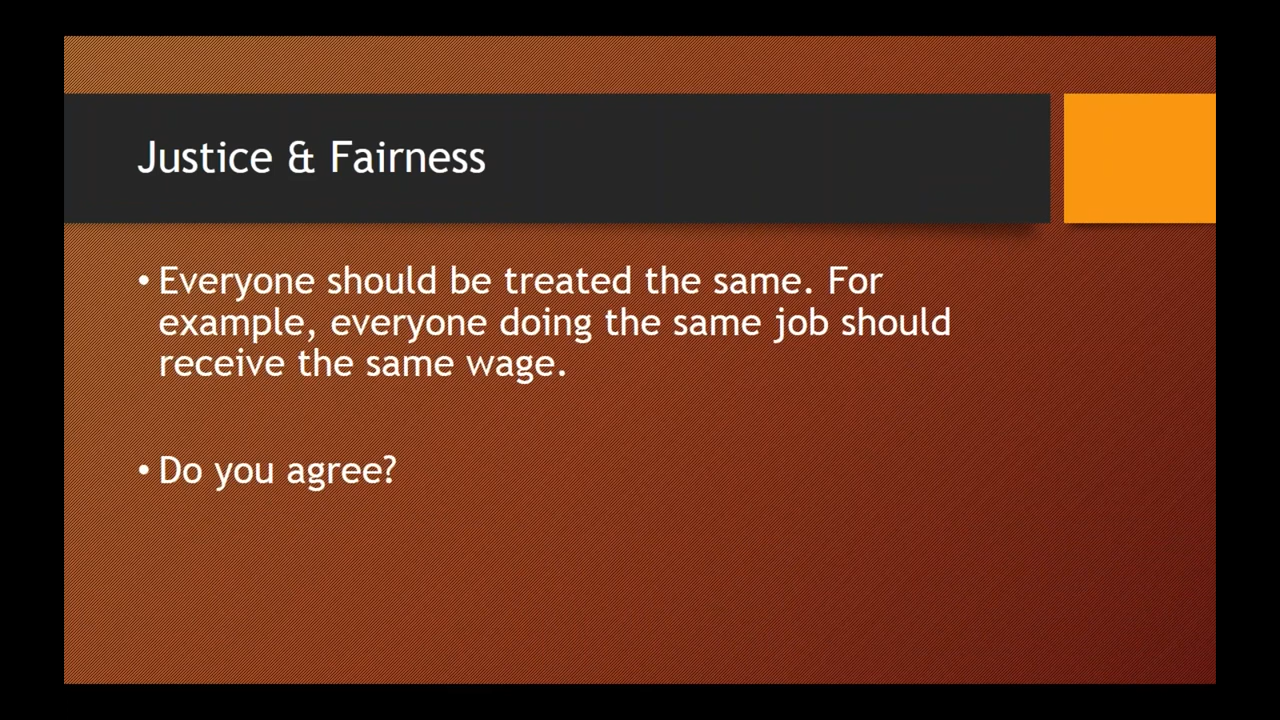 Justice & Fairness
• Everyone should be treated the same. For
example, everyone doing the same job should
receive the same wage.
• Do you agree?